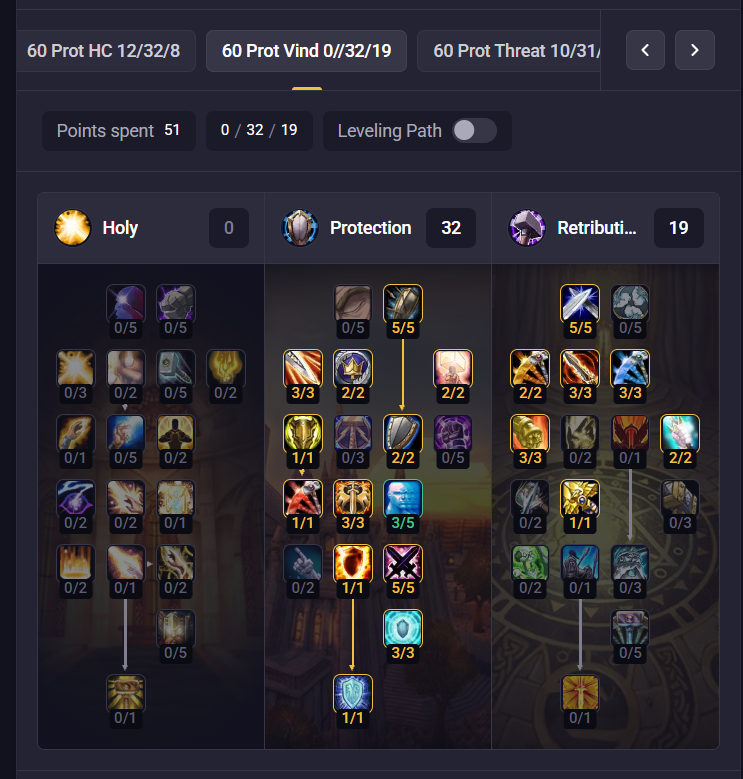 60 Prot HC 12/32/8 60 Prot Vind 0//32/19 60 Prot Threat 10/31/
Points spent 51 0 / 32 / 19 Leveling Path
Holy 0 Protection 32 Retributi... 19
0/5 0/5 0/5 5/5 5/5 0/5
0/3 0/2 0/5 0/2 3/3 2/2 2/2 2/2 3/3 3/3
0/1 0/5 0/2 1/1 0/3 2/2 0/5 3/3 0/2 0/1 2/2
0/2 0/2 0/1 1/1 3/3 3/5 0/2 1/1 0/3
0/2 0/1 0/2 0/2 1/1 5/5 0/2 0/1 0/3
0/5 3/3 0/5
0/1 1/1 0/1